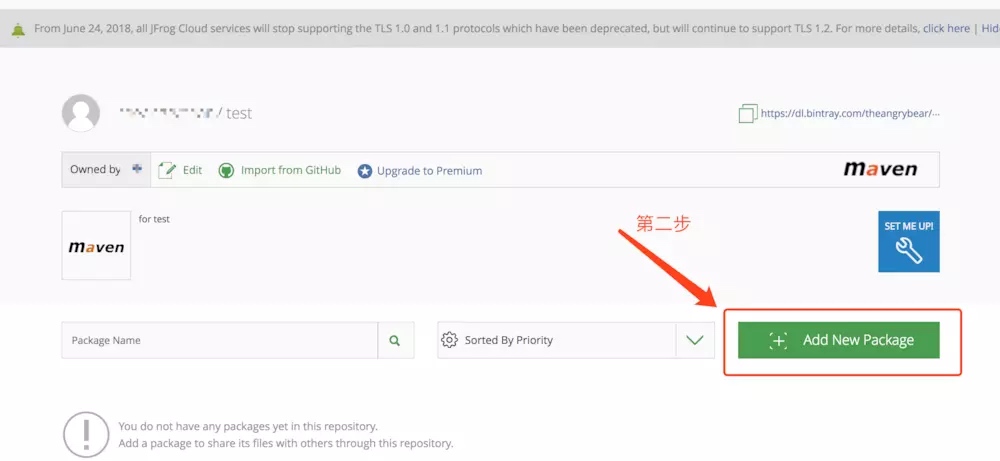 From June 24, 2018, all JFrog Cloud services will stop supporting the TLS 1.0 and 1.1 protocols which have been deprecated, but will continue to support TLS 1.2. For more details, click here | Hid
/ test
https://dl.bintray.com/theangrybear/···
Owned by
Edit
Import from GitHub
Upgrade to Premium
maven
for test
第二步
SET ME UP!
maven
Package Name
Sorted By Priority
Add New Package
You do not have any packages yet in this repository.
Add a package to share its files with others through this repository.